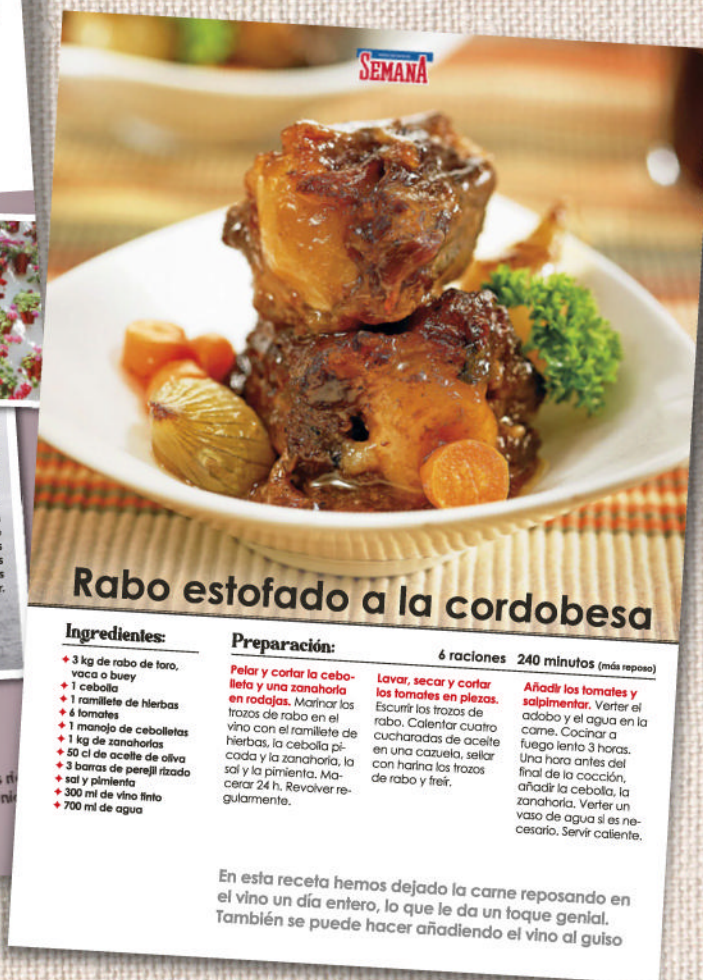 SEMANA
s
s
s
s
r.
Rabo estofado a la cordobesa
Ingredientes:
+ 3 kg de rabo de toro,
vaca o buey
+ 1 cebolla
+ 1 ramillete de hierbas
+ 6 tomates
+ 1 manojo de cebolletas
+ 1 kg de zanahorias
+ 50 cl de aceite de oliva
+ 3 barras de perejil rizado
+ sal y pimienta
+ 300 ml de vino tinto
+ 700 ml de agua
Preparación:
6 raciones 240 minutos (más reposo)
Pelar y cortar la cebo-
lleta y una zanahoria
en rodajas. Marinar los
trozos de rabo en el
vino con el ramillete de
hierbas, la cebolla pi-
cada y la zanahoria, la
sal y la pimienta. Ma-
cerar 24 h. Revolver re-
gularmente.
Lavar, secar y cortar
los tomates en piezas.
Escurrir los trozos de
rabo. Calentar cuatro
cucharadas de aceite
en una cazuela, sellar
con harina los trozos
de rabo y freír.
Añadir los tomates y
salpimentar. Verter el
adobo y el agua en la
carne. Cocinar a
fuego lento 3 horas.
Una hora antes del
final de la cocción,
añadir la cebolla, la
zanahoria. Verter un
vaso de agua si es ne-
cesario. Servir caliente.
En esta receta hemos dejado la carne reposando en
el vino un día entero, lo que le da un toque genial.
También se puede hacer añadiendo el vino al guiso